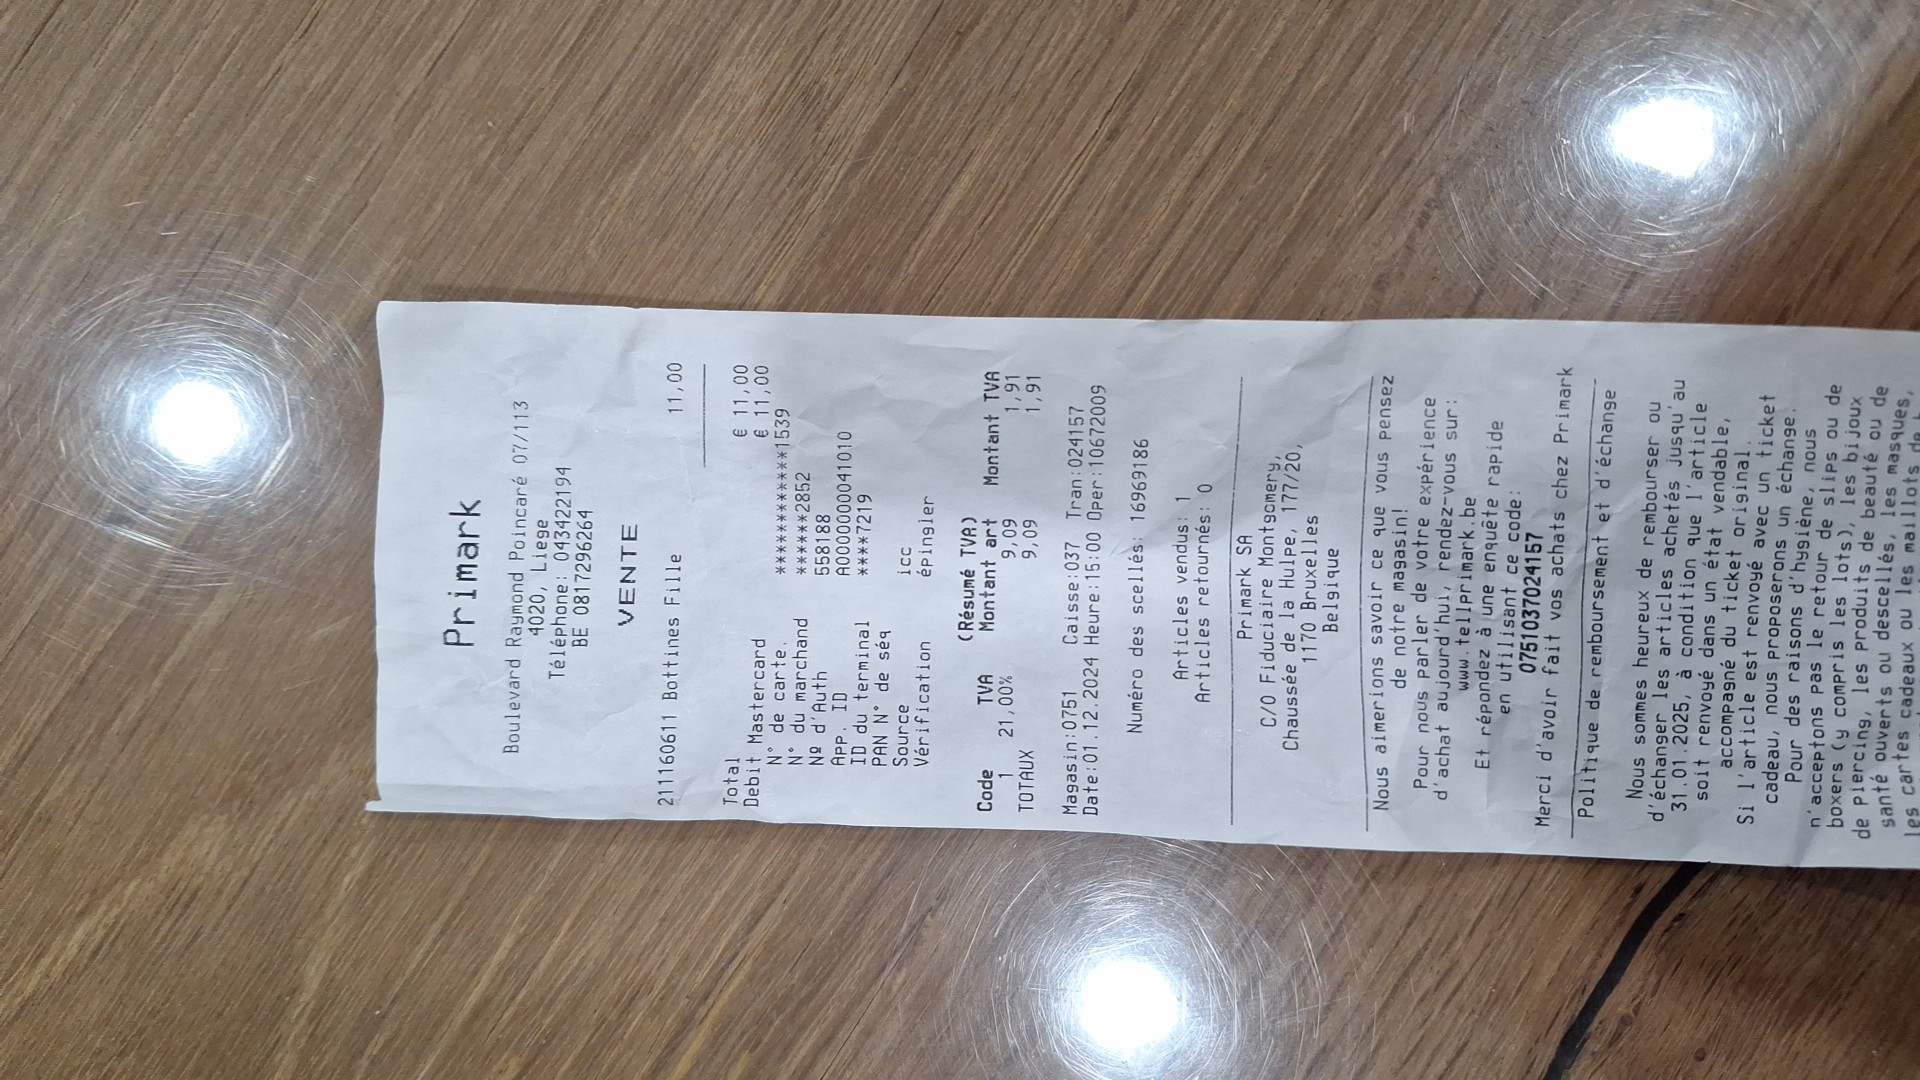 Primark
Boulevard Raymond Poincaré 07/113
4020, Liege
Téléphone: 043422194
BE 0817296264
VENTE
211160611 Bottines Fille 11,00
Total € 11,00
Debit Mastercard € 11,00
N° de carte. ************1539
N° du marchand ******2852
Nº d'Auth 558188
APP. ID A0000000041010
ID du terminal ****7219
PAN N° de séq
Source icc
Vérification épingler
(Résumé TVA)
Code TVA Montant art Montant TVA
1 21,00% 9,09 1,91
TOTAUX 9,09 1,91
Magasin:0751 Caisse:037 Tran:024157
Date:01.12.2024 Heure:15:00 Oper:10672009
Numéro des scellés: 16969186
Articles vendus: 1
Articles retournés: 0
Primark SA
C/O Fiduciaire Montgomery,
Chaussée de la Hulpe, 177/20,
1170 Bruxelles
Belgique
Nous aimerions savoir ce que vous pensez
de notre magasin!
Pour nous parler de votre expérience
d'achat aujourd'hui, rendez-vous sur:
www.tellprimark.be
Et répondez à une enquête rapide
en utilisant ce code:
075103702415​7
Merci d'avoir fait vos achats chez Primark
Politique de remboursement et d'échange
Nous sommes heureux de rembourser ou
d'échanger les articles achetés jusqu'au
31.01.2025, à condition que l'article
soit renvoyé dans un état vendable,
accompagné du ticket original.
Si l'article est renvoyé avec un ticket
cadeau, nous proposerons un échange.
Pour des raisons d'hygiène, nous
n'acceptons pas le retour de slips ou de
boxers (y compris les lots), les bijoux
de Piercing, les produits de beauté ou de
santé ouverts ou descellés, les masques,
les cartes cadeaux ou les maillots de